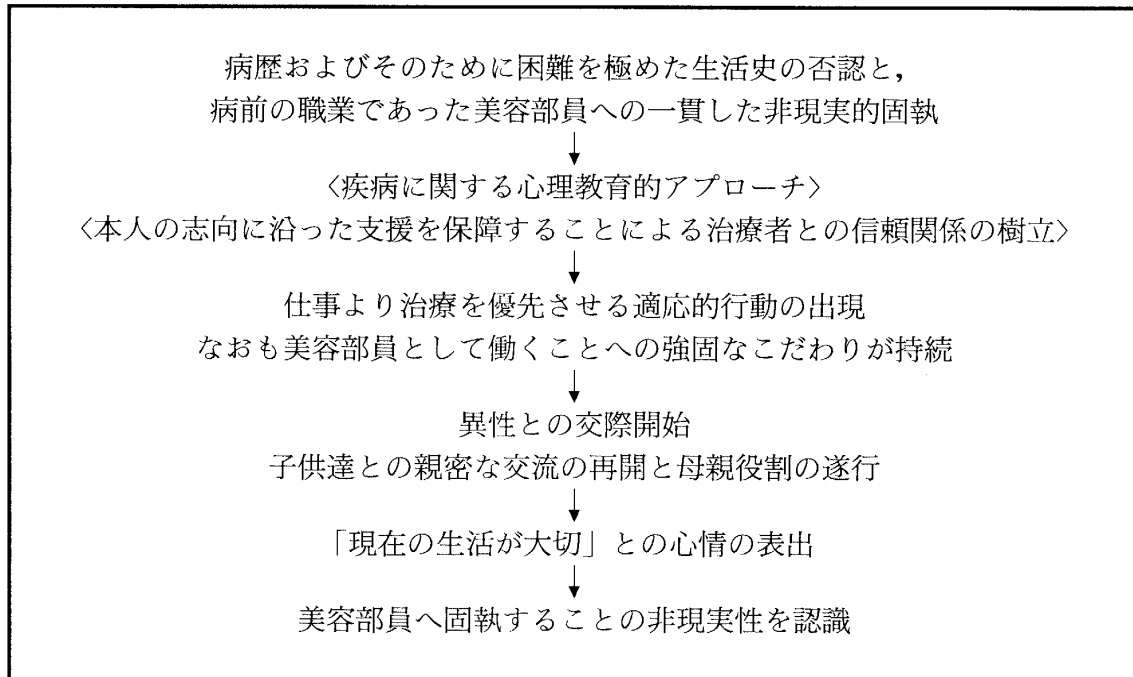 病歴およびそのために困難を極めた生活史の否認と，
病前の職業であった美容部員への一貫した非現実的固執
↓
〈疾病に関する心理教育的アプローチ〉
〈本人の志向に沿った支援を保障することによる治療者との信頼関係の樹立〉
↓
仕事より治療を優先させる適応的行動の出現
なおも美容部員として働くことへの強固なこだわりが持続
↓
異性との交際開始
子供達との親密な交流の再開と母親役割の遂行
↓
「現在の生活が大切」との心情の表出
↓
美容部員へ固執することの非現実性を認識